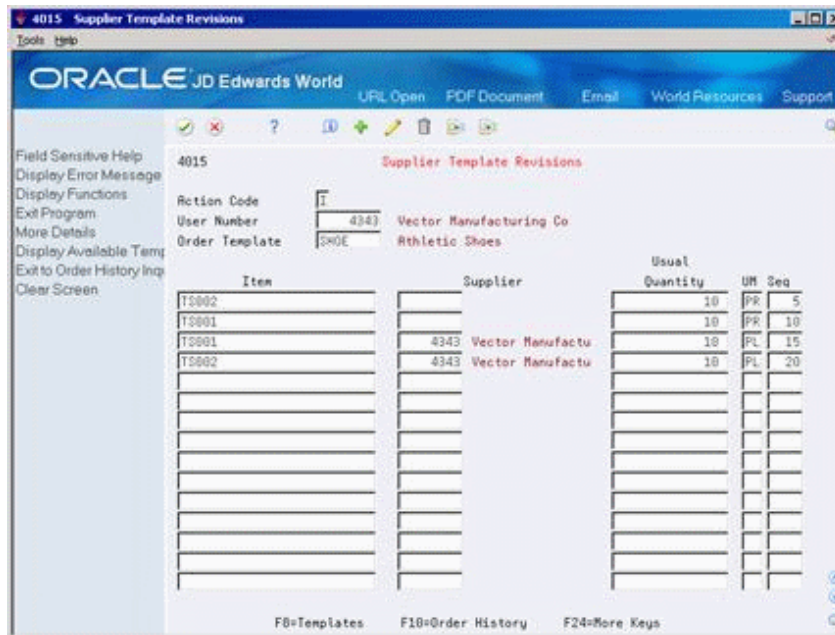 4015 Supplier Template Revisions
Tools Help
ORACLE JD Edwards World
URL Open PDF Document Email World Resources Support
Field Sensitive Help
Display Error Message
Display Functions
Exit Program
More Details
Display Available Temp
Exit to Order History Inq
Clear Screen
4015 Supplier Template Revisions
Action Code I
User Number 4343 Vector Manufacturing Co
Order Template SHOE Athletic Shoes
Usual
Item Supplier Quantity UM Seq
TS002 10 PR 5
TS001 10 PR 10
TS001 4343 Vector Manufactu 10 PL 15
TS002 4343 Vector Manufactu 10 PL 20
F8=Templates F10=Order History F24=More Keys